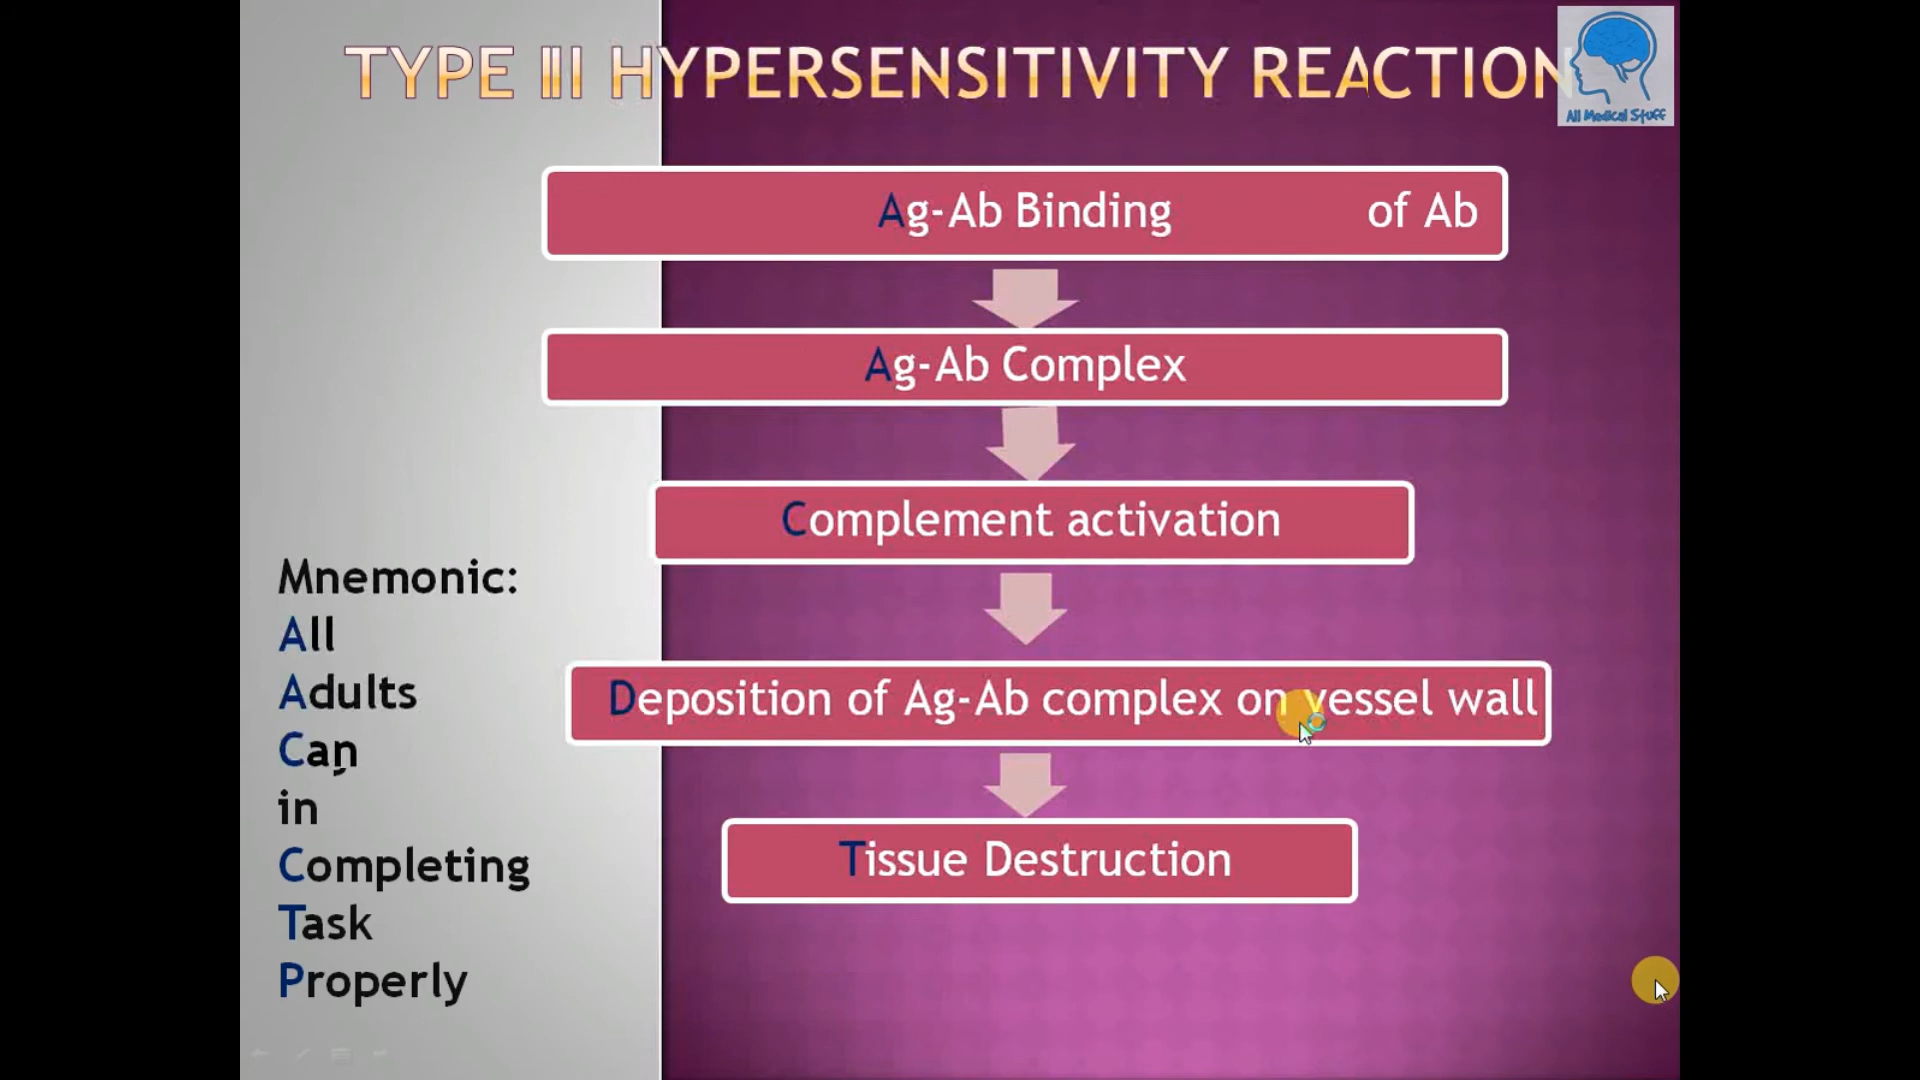 TYPE III HYPERSENSITIVITY REACTION
All Medical Stuff
Ag-Ab Binding of Ab
Ag-Ab Complex
Complement activation
Deposition of Ag-Ab complex on vessel wall
Tissue Destruction
Mnemonic:
All
Adults
Can
in
Completing
Task
Properly